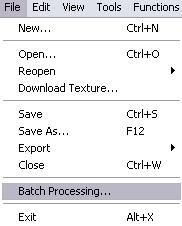 File Edit View Tools Functions
New... Ctrl+N
Open... Ctrl+O
Reopen
Download Texture...
Save Ctrl+S
Save As... F12
Export
Close Ctrl+W
Batch Processing...
Exit Alt+X